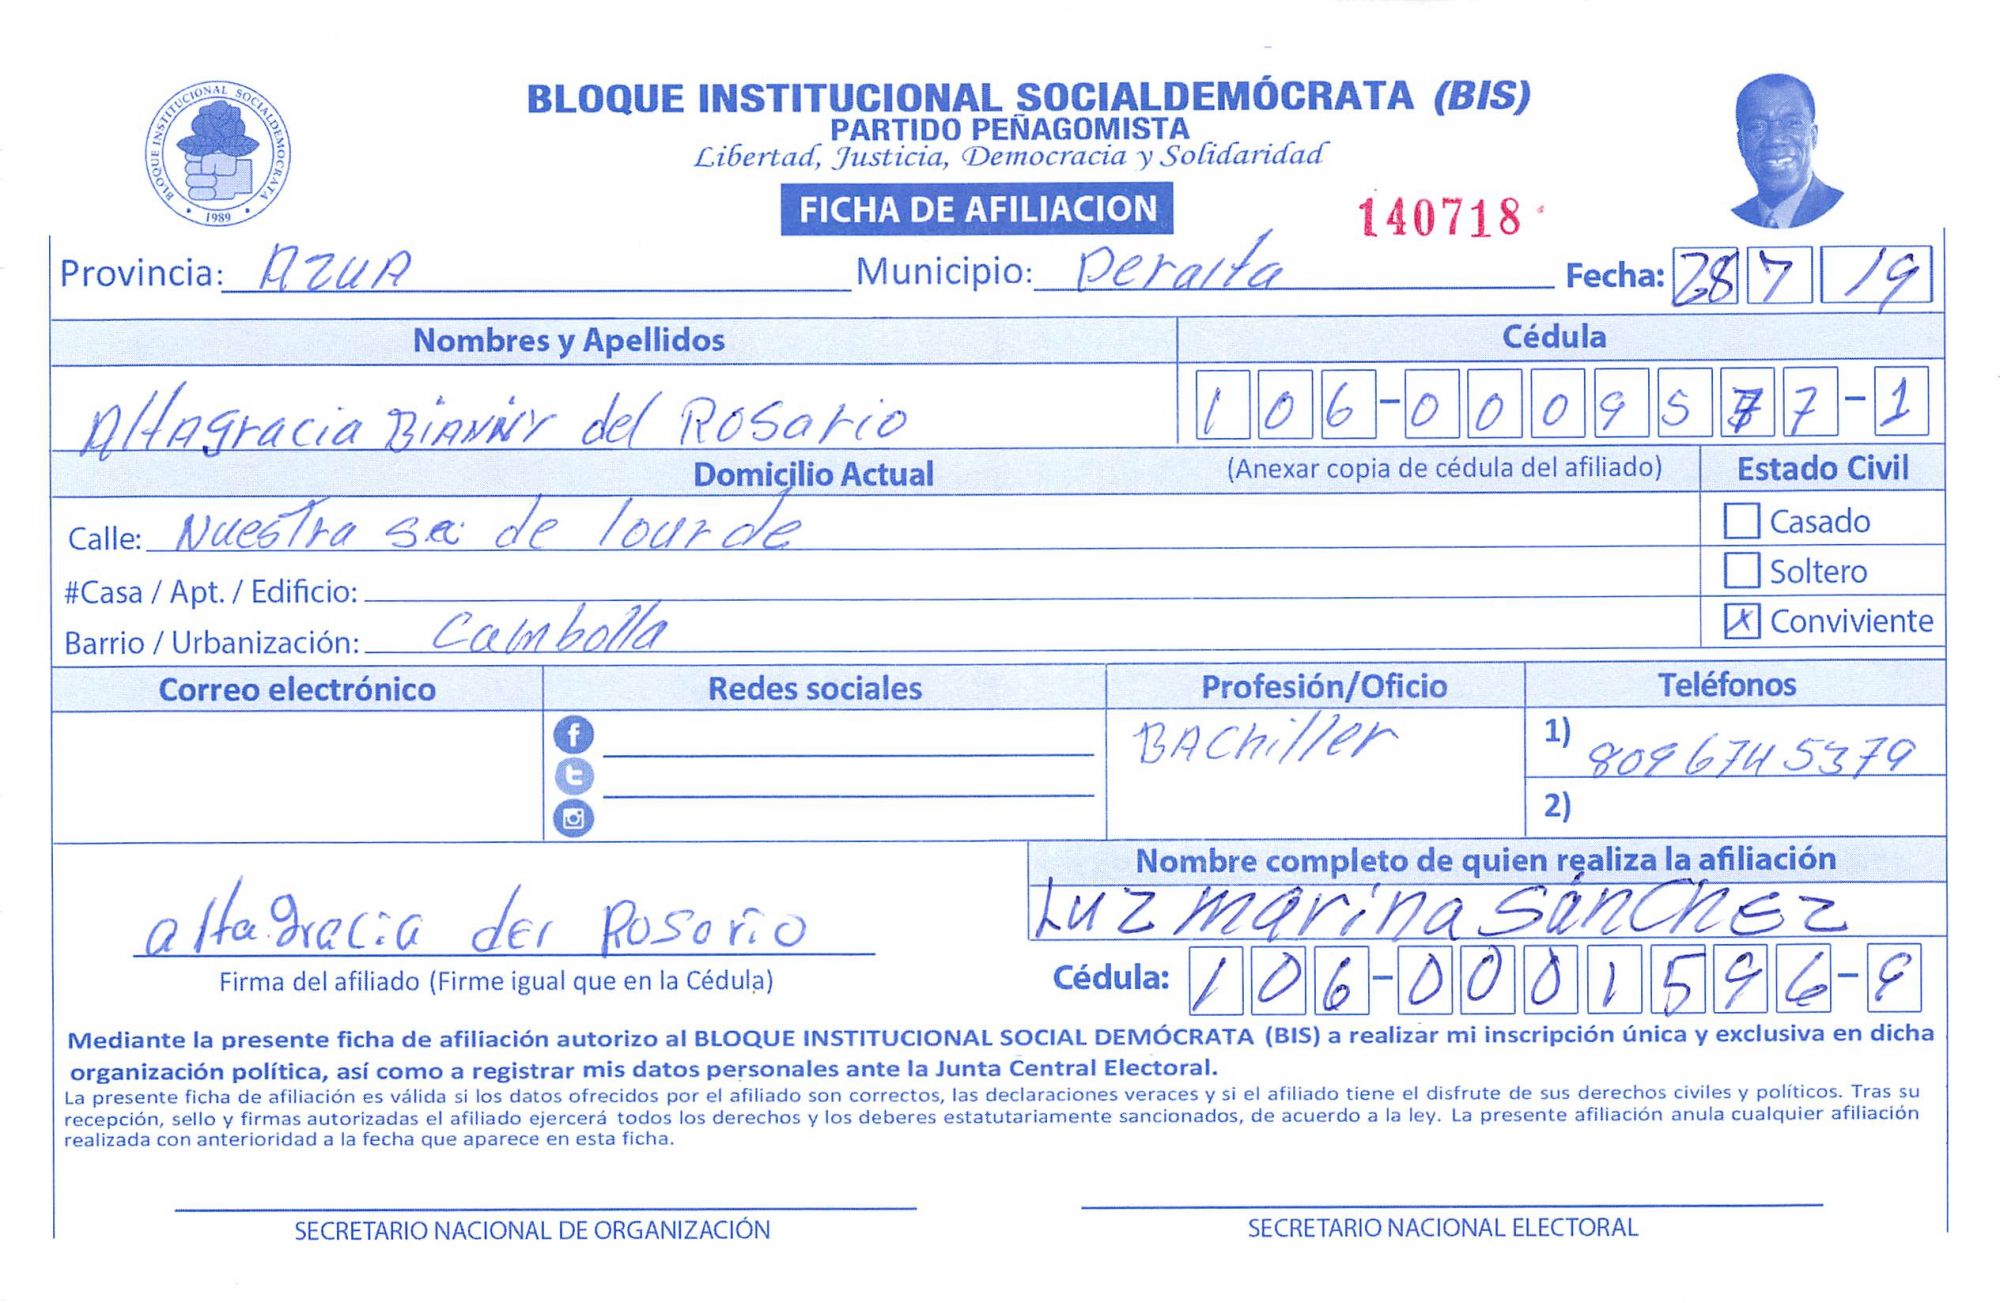 BLOQUE INSTITUCIONAL SOCIALDEMOCRATA
1989
BLOQUE INSTITUCIONAL SOCIALDEMÓCRATA (BIS)
PARTIDO PEÑAGOMISTA
Libertad, Justicia, Democracia y Solidaridad
FICHA DE AFILIACION
140718
Provincia: AZUA Municipio: Peralta Fecha: 28 7 19
Nombres y Apellidos Cédula
Altagracia BIANNY del Rosario 106-0009577-1
Domicilio Actual (Anexar copia de cédula del afiliado) Estado Civil
Calle: Nuestra sa de lourde
Casado
#Casa / Apt. / Edificio:
Soltero
Barrio / Urbanización: Cambolla
X Conviviente
Correo electrónico Redes sociales Profesión/Oficio Teléfonos
BAChiller 1) 809 674 5379
2)
Nombre completo de quien realiza la afiliación
Luz marina Sánchez
altagracia del Rosario
Firma del afiliado (Firme igual que en la Cédula)
Cédula: 106-0001596-9
Mediante la presente ficha de afiliación autorizo al BLOQUE INSTITUCIONAL SOCIAL DEMÓCRATA (BIS) a realizar mi inscripción única y exclusiva en dicha
organización política, así como a registrar mis datos personales ante la Junta Central Electoral.
La presente ficha de afiliación es válida si los datos ofrecidos por el afiliado son correctos, las declaraciones veraces y si el afiliado tiene el disfrute de sus derechos civiles y políticos. Tras su
recepción, sello y firmas autorizadas el afiliado ejercerá todos los derechos y los deberes estatutariamente sancionados, de acuerdo a la ley. La presente afiliación anula cualquier afiliación
realizada con anterioridad a la fecha que aparece en esta ficha.
SECRETARIO NACIONAL DE ORGANIZACIÓN SECRETARIO NACIONAL ELECTORAL